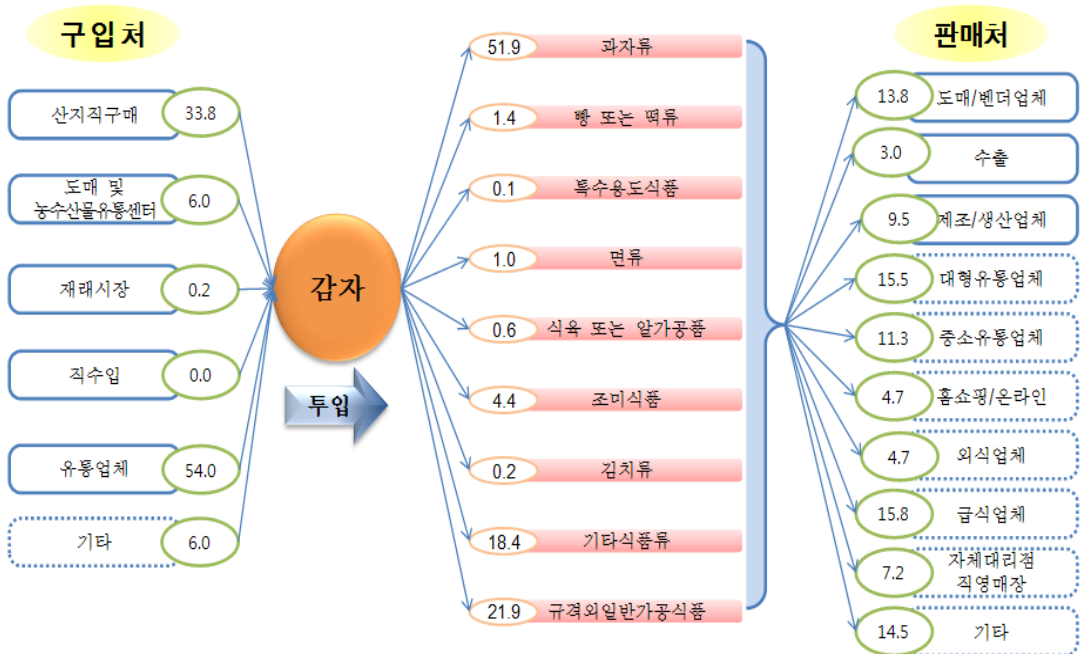 구입처
산지직구매 33.8
도매 및
농수산물유통센터 6.0
재래시장 0.2
직수입 0.0
유통업체 54.0
기타 6.0
감자
투입
51.9 과자류
1.4 빵 또는 떡류
0.1 특수용도식품
1.0 면류
0.6 식육 또는 알가공품
4.4 조미식품
0.2 김치류
18.4 기타식품류
21.9 규격외일반가공식품
판매처
13.8 도매/벤더업체
3.0 수출
9.5 제조/생산업체
15.5 대형유통업체
11.3 중소유통업체
4.7 홈쇼핑/온라인
4.7 외식업체
15.8 급식업체
7.2 자체대리점
직영매장
14.5 기타